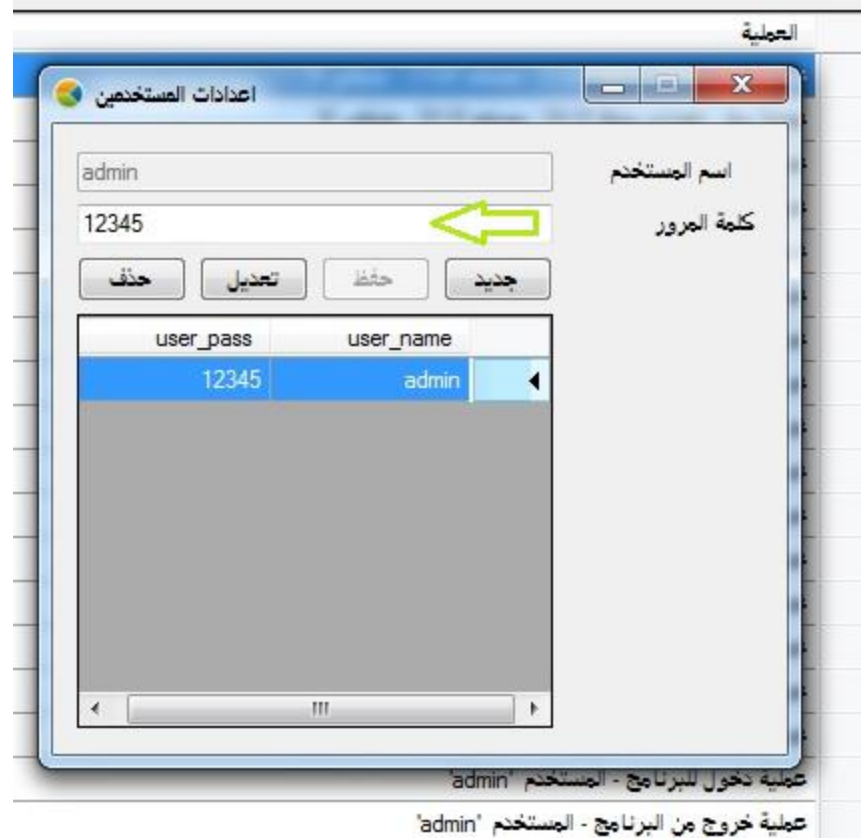 العملية
اعدادات المستخدمين
اسم المستخدم admin
كلمة المرور 12345
جديد حفظ تعديل حذف
user_name user_pass
admin 12345
عملية دخول للبرنامج - المستخدم 'admin'
عملية خروج من البرنامج - المستخدم 'admin'